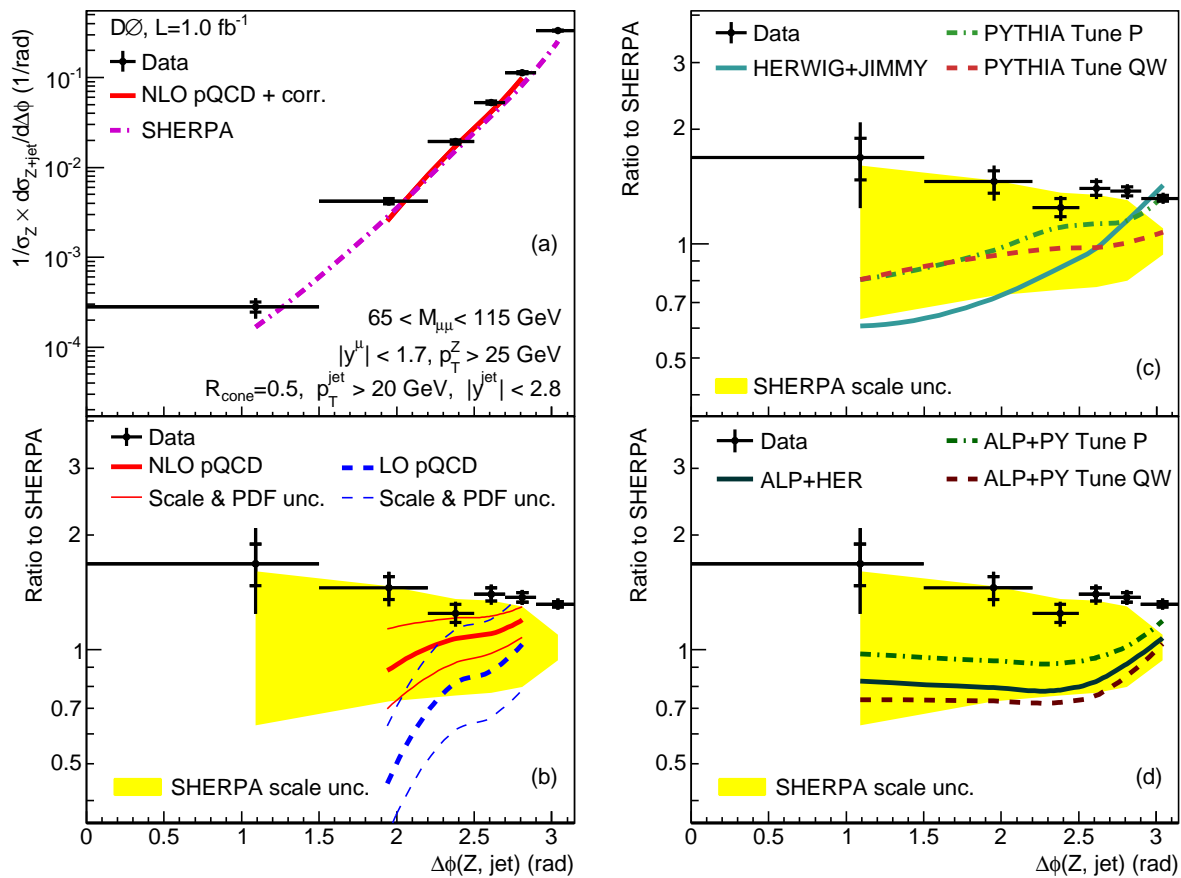 DØ, L=1.0 fb⁻¹
Data
NLO pQCD + corr.
SHERPA
1/σ_Z × dσ_Z+jet/dΔϕ (1/rad)
10⁻¹
10⁻²
10⁻³
10⁻⁴
(a)
65 < M_μμ < 115 GeV
|y^μ| < 1.7, p_T^Z > 25 GeV
R_cone=0.5, p_T^jet > 20 GeV, |y^jet| < 2.8
Ratio to SHERPA
Data
NLO pQCD
LO pQCD
Scale & PDF unc.
Scale & PDF unc.
3
2
1
0.7
0.5
SHERPA scale unc.
(b)
0 0.5 1 1.5 2 2.5 3
Δϕ(Z, jet) (rad)
Ratio to SHERPA
Data
PYTHIA Tune P
HERWIG+JIMMY
PYTHIA Tune QW
3
2
1
0.7
0.5
SHERPA scale unc.
(c)
Ratio to SHERPA
Data
ALP+PY Tune P
ALP+HER
ALP+PY Tune QW
3
2
1
0.7
0.5
SHERPA scale unc.
(d)
0 0.5 1 1.5 2 2.5 3
Δϕ(Z, jet) (rad)